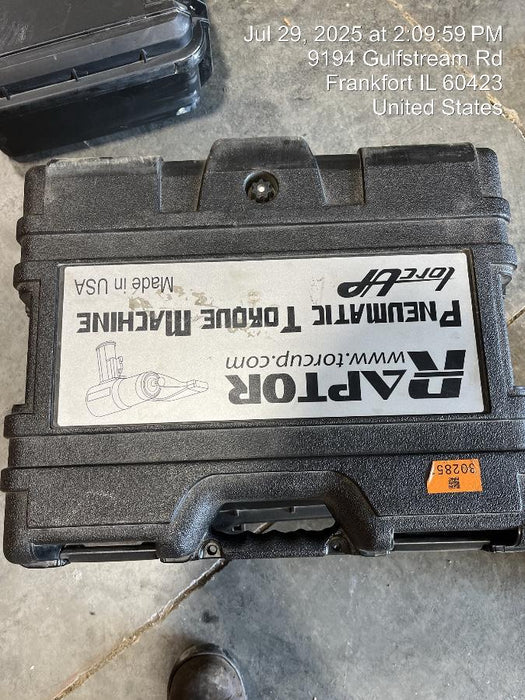 Jul 29, 2025 at 2:09:59 PM
9194 Gulfstream Rd
Frankfort IL 60423
United States
RAPTOR
www.torcup.com
PNEUMATIC TORQUE MACHINE
torcUP
Made in USA
30285